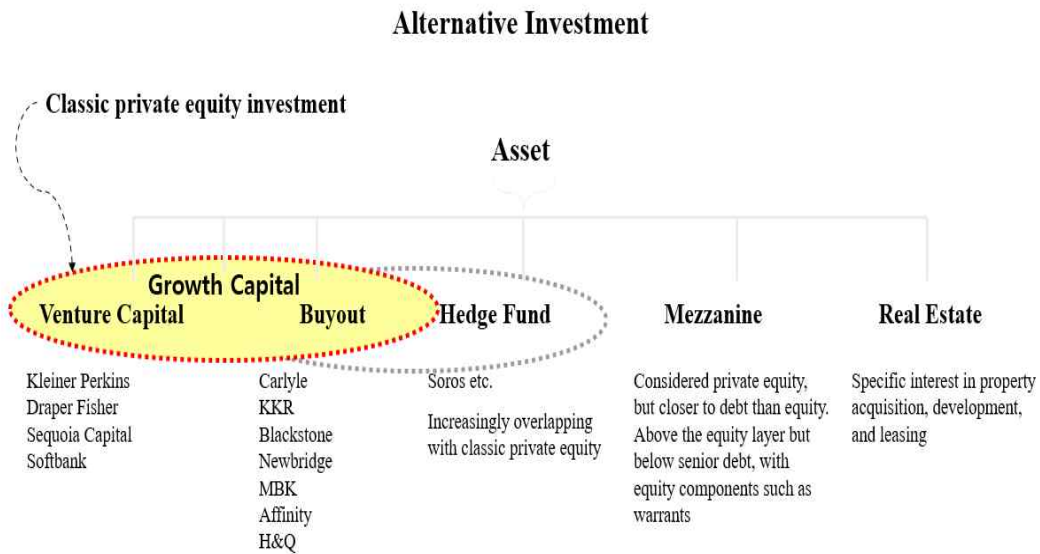 Alternative Investment
Classic private equity investment
Asset
Growth Capital
Venture Capital
Buyout
Hedge Fund
Mezzanine
Real Estate
Kleiner Perkins
Draper Fisher
Sequoia Capital
Softbank
Carlyle
KKR
Blackstone
Newbridge
MBK
Affinity
H&Q
Soros etc.
Increasingly overlapping
with classic private equity
Considered private equity,
but closer to debt than equity.
Above the equity layer but
below senior debt, with
equity components such as
warrants
Specific interest in property
acquisition, development,
and leasing